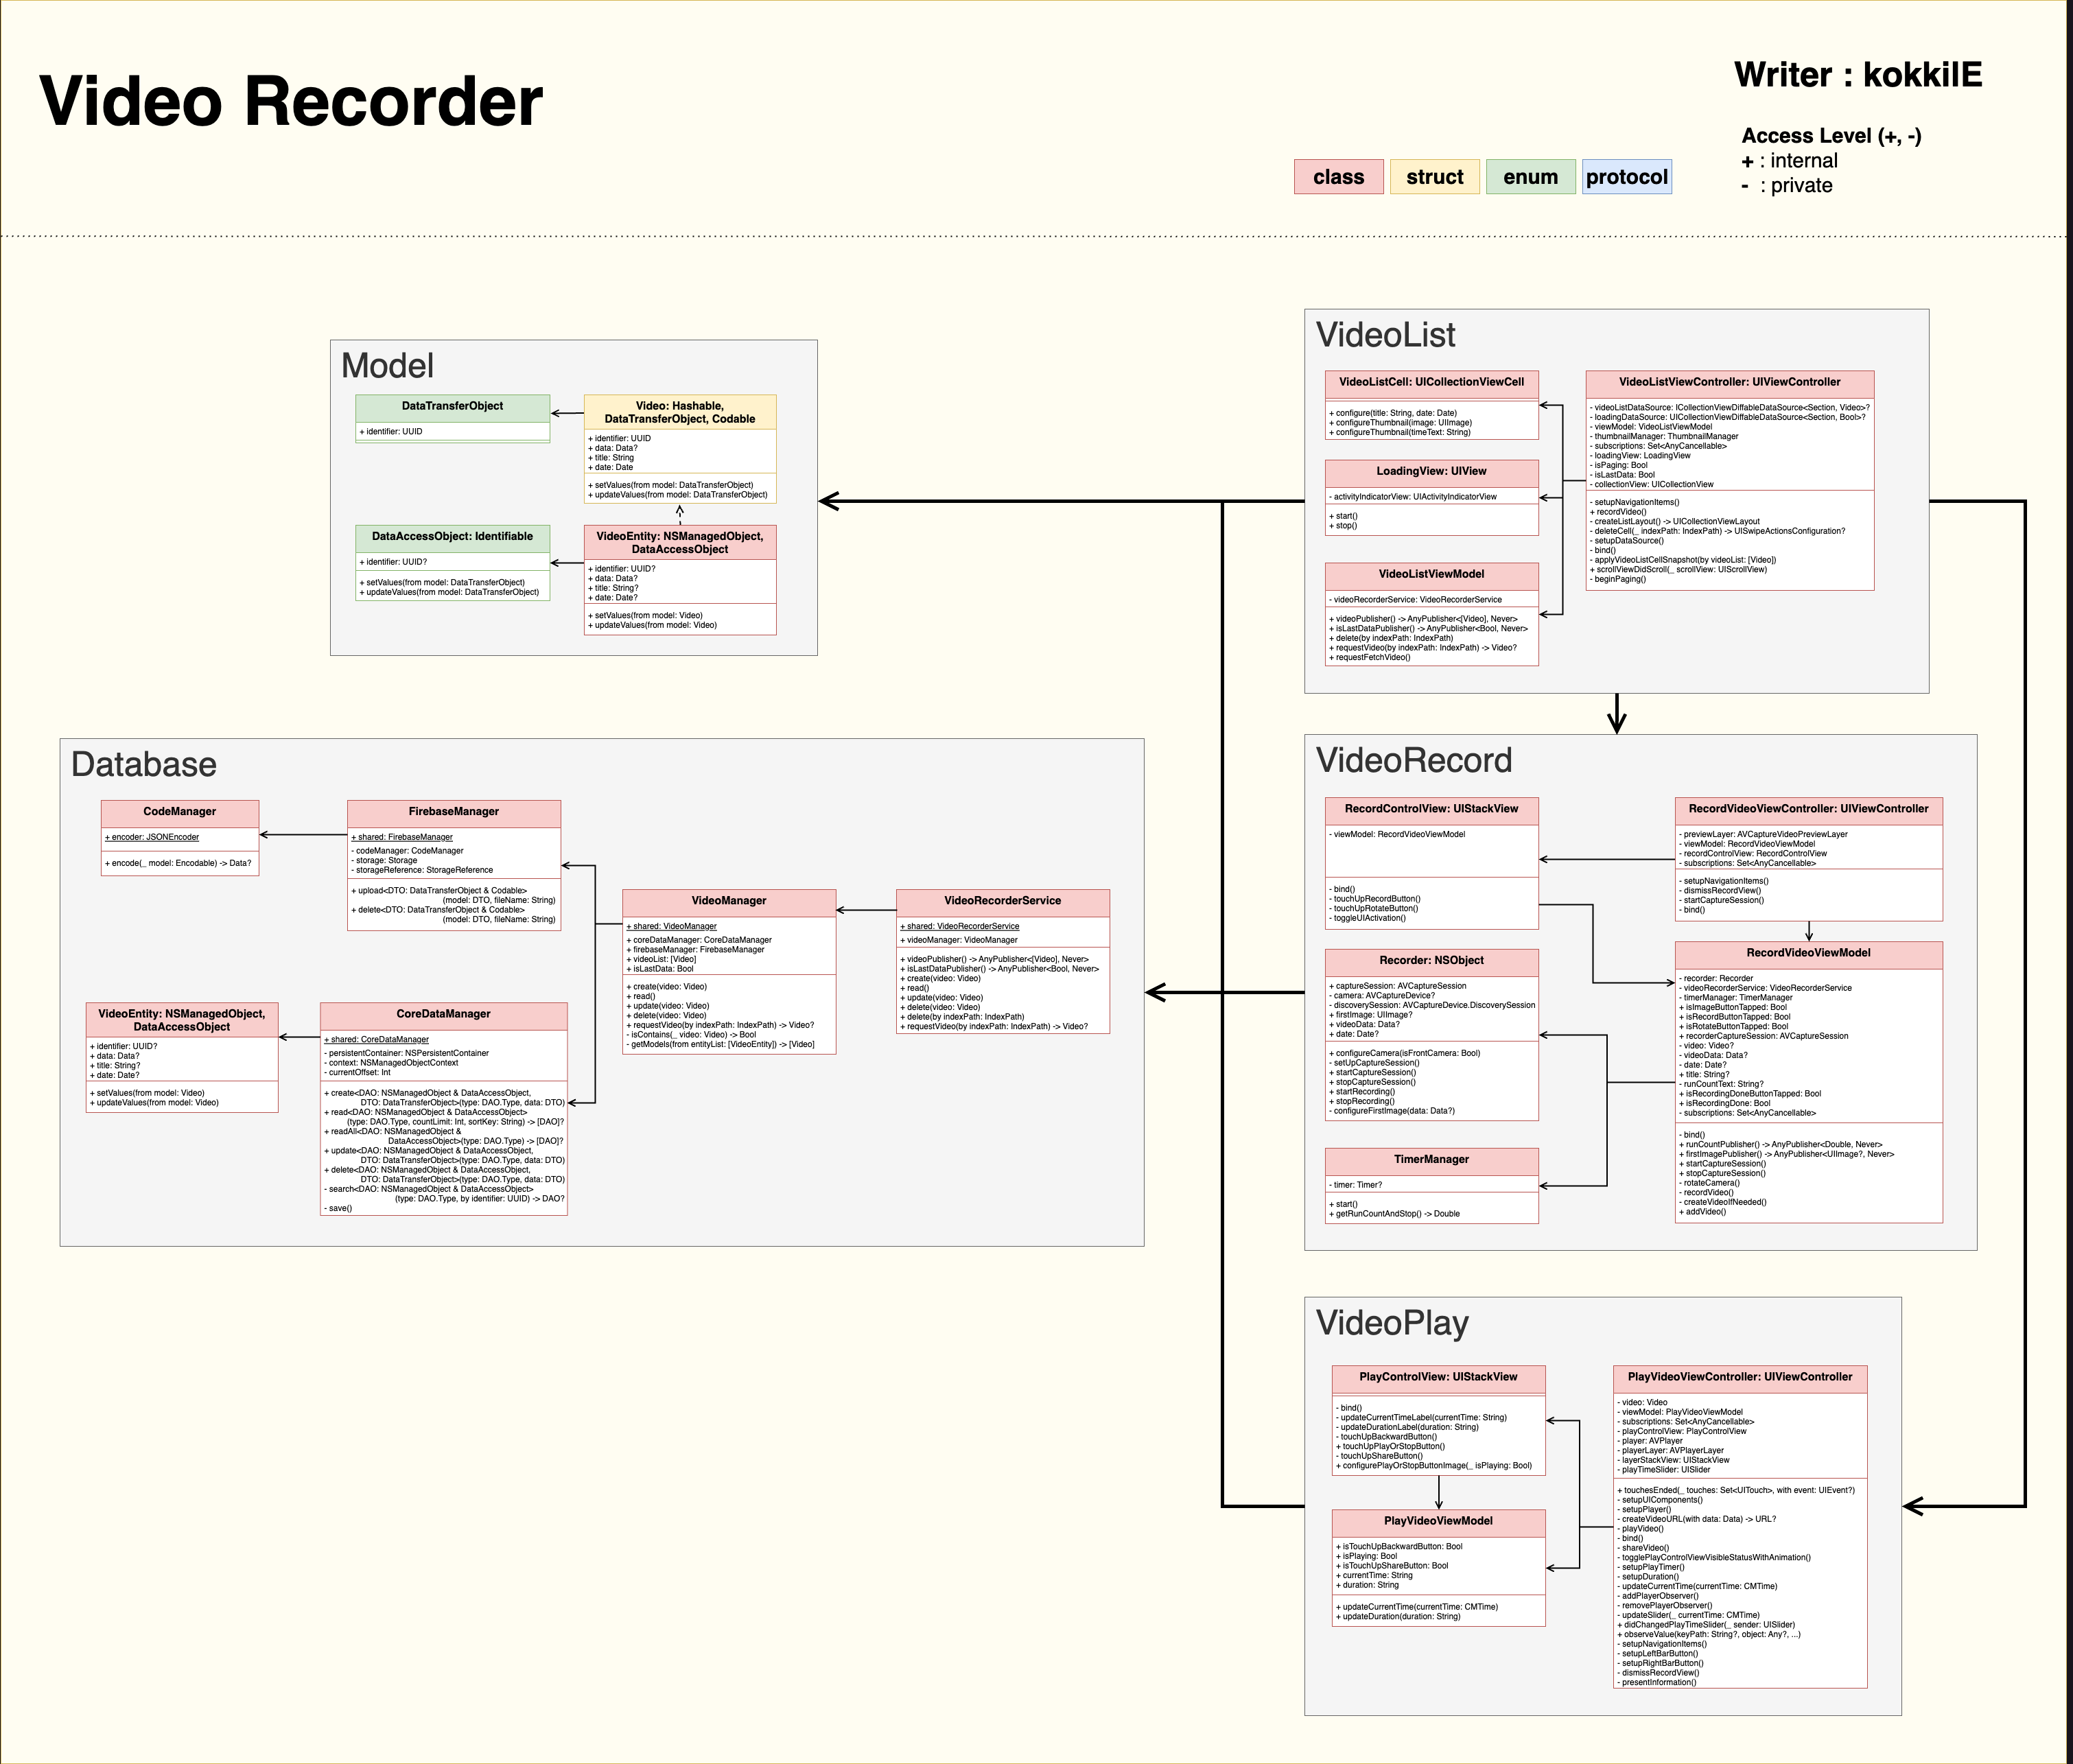 Video Recorder
Writer : kokkilE
Access Level (+, -)
+ : internal
- : private
class
struct
enum
protocol
Model
DataTransferObject
+ identifier: UUID
Video: Hashable,
DataTransferObject, Codable
+ identifier: UUID
+ data: Data?
+ title: String
+ date: Date
+ setValues(from model: DataTransferObject)
+ updateValues(from model: DataTransferObject)
DataAccessObject: Identifiable
+ identifier: UUID?
+ setValues(from model: DataTransferObject)
+ updateValues(from model: DataTransferObject)
VideoEntity: NSManagedObject,
DataAccessObject
+ identifier: UUID?
+ data: Data?
+ title: String?
+ date: Date?
+ setValues(from model: Video)
+ updateValues(from model: Video)
VideoList
VideoListCell: UICollectionViewCell
+ configure(title: String, date: Date)
+ configureThumbnail(image: UIImage)
+ configureThumbnail(timeText: String)
LoadingView: UIView
- activityIndicatorView: UIActivityIndicatorView
+ start()
+ stop()
VideoListViewModel
- videoRecorderService: VideoRecorderService
+ videoPublisher() -> AnyPublisher<[Video], Never>
+ isLastDataPublisher() -> AnyPublisher<Bool, Never>
+ delete(by indexPath: IndexPath)
+ requestVideo(by indexPath: IndexPath) -> Video?
+ requestFetchVideo()
VideoListViewController: UIViewController
- videoListDataSource: ICollectionViewDiffableDataSource<Section, Video>?
- loadingDataSource: UICollectionViewDiffableDataSource<Section, Bool>?
- viewModel: VideoListViewModel
- thumbnailManager: ThumbnailManager
- subscriptions: Set<AnyCancellable>
- loadingView: LoadingView
- isPaging: Bool
- isLastData: Bool
- collectionView: UICollectionView
- setupNavigationItems()
+ recordVideo()
- createListLayout() -> UICollectionViewLayout
- deleteCell(_ indexPath: IndexPath) -> UISwipeActionsConfiguration?
- setupDataSource()
- bind()
- applyVideoListCellSnapshot(by videoList: [Video])
+ scrollViewDidScroll(_ scrollView: UIScrollView)
- beginPaging()
Database
CodeManager
+ encoder: JSONEncoder
+ encode(_ model: Encodable) -> Data?
FirebaseManager
+ shared: FirebaseManager
- codeManager: CodeManager
- storage: Storage
- storageReference: StorageReference
+ upload<DTO: DataTransferObject & Codable>
(model: DTO, fileName: String)
+ delete<DTO: DataTransferObject & Codable>
(model: DTO, fileName: String)
VideoManager
+ shared: VideoManager
+ coreDataManager: CoreDataManager
+ firebaseManager: FirebaseManager
+ videoList: [Video]
+ isLastData: Bool
+ create(video: Video)
+ read()
+ update(video: Video)
+ delete(video: Video)
+ requestVideo(by indexPath: IndexPath) -> Video?
- isContains(_ video: Video) -> Bool
- getModels(from entityList: [VideoEntity]) -> [Video]
VideoRecorderService
+ shared: VideoRecorderService
+ videoManager: VideoManager
+ videoPublisher() -> AnyPublisher<[Video], Never>
+ isLastDataPublisher() -> AnyPublisher<Bool, Never>
+ create(video: Video)
+ read()
+ update(video: Video)
+ delete(video: Video)
+ delete(by indexPath: IndexPath)
+ requestVideo(by indexPath: IndexPath) -> Video?
VideoEntity: NSManagedObject,
DataAccessObject
+ identifier: UUID?
+ data: Data?
+ title: String?
+ date: Date?
+ setValues(from model: Video)
+ updateValues(from model: Video)
CoreDataManager
+ shared: CoreDataManager
- persistentContainer: NSPersistentContainer
- context: NSManagedObjectContext
- currentOffset: Int
+ create<DAO: NSManagedObject & DataAccessObject,
DTO: DataTransferObject>(type: DAO.Type, data: DTO)
+ read<DAO: NSManagedObject & DataAccessObject>
(type: DAO.Type, countLimit: Int, sortKey: String) -> [DAO]?
+ readAll<DAO: NSManagedObject &
DataAccessObject>(type: DAO.Type) -> [DAO]?
+ update<DAO: NSManagedObject & DataAccessObject,
DTO: DataTransferObject>(type: DAO.Type, data: DTO)
+ delete<DAO: NSManagedObject & DataAccessObject,
DTO: DataTransferObject>(type: DAO.Type, data: DTO)
- search<DAO: NSManagedObject & DataAccessObject>
(type: DAO.Type, by identifier: UUID) -> DAO?
- save()
VideoRecord
RecordControlView: UIStackView
- viewModel: RecordVideoViewModel
- bind()
- touchUpRecordButton()
- touchUpRotateButton()
- toggleUIActivation()
Recorder: NSObject
+ captureSession: AVCaptureSession
- camera: AVCaptureDevice?
- discoverySession: AVCaptureDevice.DiscoverySession
+ firstImage: UIImage?
+ videoData: Data?
+ date: Date?
+ configureCamera(isFrontCamera: Bool)
- setUpCaptureSession()
+ startCaptureSession()
+ stopCaptureSession()
+ startRecording()
+ stopRecording()
- configureFirstImage(data: Data?)
TimerManager
- timer: Timer?
+ start()
+ getRunCountAndStop() -> Double
RecordVideoViewController: UIViewController
- previewLayer: AVCaptureVideoPreviewLayer
- viewModel: RecordVideoViewModel
- recordControlView: RecordControlView
- subscriptions: Set<AnyCancellable>
- setupNavigationItems()
- dismissRecordView()
- startCaptureSession()
- bind()
RecordVideoViewModel
- recorder: Recorder
- videoRecorderService: VideoRecorderService
- timerManager: TimerManager
+ isImageButtonTapped: Bool
+ isRecordButtonTapped: Bool
+ isRotateButtonTapped: Bool
+ recorderCaptureSession: AVCaptureSession
- video: Video?
- videoData: Data?
- date: Date?
+ title: String?
- runCountText: String?
+ isRecordingDoneButtonTapped: Bool
+ isRecordingDone: Bool
- subscriptions: Set<AnyCancellable>
- bind()
+ runCountPublisher() -> AnyPublisher<Double, Never>
+ firstImagePublisher() -> AnyPublisher<UIImage?, Never>
+ startCaptureSession()
+ stopCaptureSession()
- rotateCamera()
- recordVideo()
- createVideoIfNeeded()
+ addVideo()
VideoPlay
PlayControlView: UIStackView
- bind()
- updateCurrentTimeLabel(currentTime: String)
- updateDurationLabel(duration: String)
- touchUpBackwardButton()
+ touchUpPlayOrStopButton()
- touchUpShareButton()
+ configurePlayOrStopButtonImage(_ isPlaying: Bool)
PlayVideoViewModel
+ isTouchUpBackwardButton: Bool
+ isPlaying: Bool
+ isTouchUpShareButton: Bool
+ currentTime: String
+ duration: String
+ updateCurrentTime(currentTime: CMTime)
+ updateDuration(duration: String)
PlayVideoViewController: UIViewController
- video: Video
- viewModel: PlayVideoViewModel
- subscriptions: Set<AnyCancellable>
- playControlView: PlayControlView
- player: AVPlayer
- playerLayer: AVPlayerLayer
- layerStackView: UIStackView
- playTimeSlider: UISlider
+ touchesEnded(_ touches: Set<UITouch>, with event: UIEvent?)
- setupUIComponents()
- setupPlayer()
- createVideoURL(with data: Data) -> URL?
- playVideo()
- bind()
- shareVideo()
- togglePlayControlViewVisibleStatusWithAnimation()
- setupPlayTimer()
- setupDuration()
- updateCurrentTime(currentTime: CMTime)
- addPlayerObserver()
- removePlayerObserver()
- updateSlider(_ currentTime: CMTime)
+ didChangedPlayTimeSlider(_ sender: UISlider)
+ observeValue(keyPath: String?, object: Any?, ...)
- setupNavigationItems()
- setupLeftBarButton()
- setupRightBarButton()
- dismissRecordView()
- presentInformation()